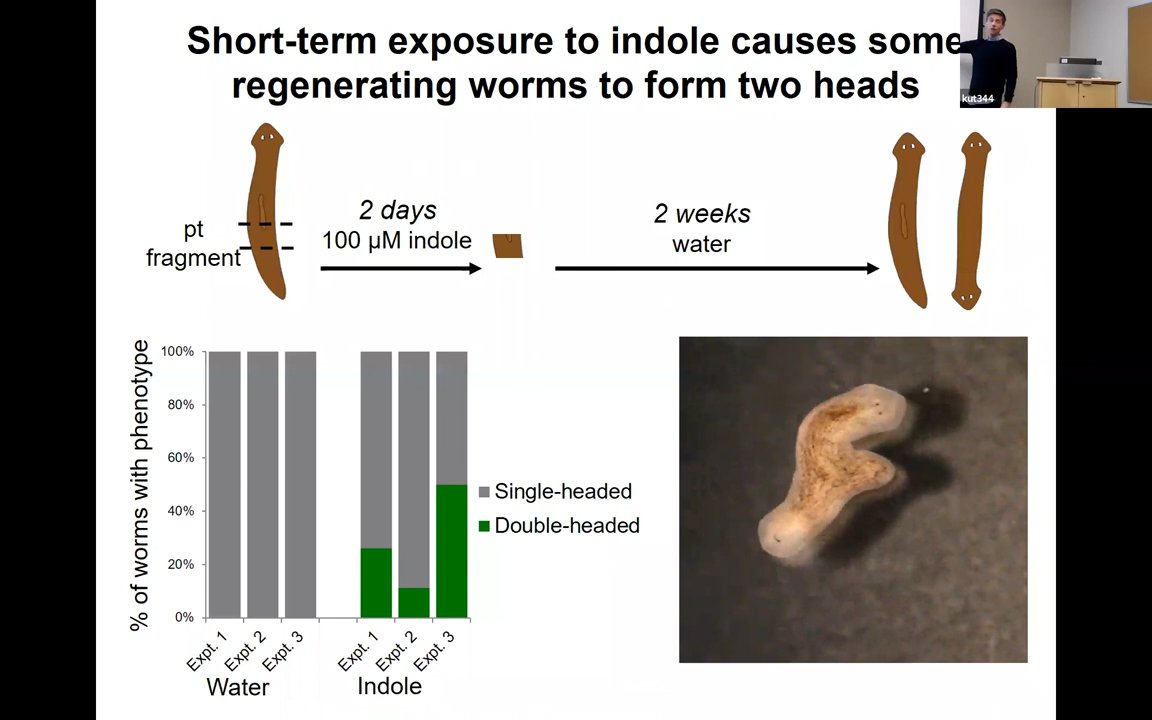 Short-term exposure to indole causes some
regenerating worms to form two heads
kut344
pt
fragment
2 days
100 µM indole
2 weeks
water
% of worms with phenotype
100%
80%
60%
40%
20%
0%
Expt. 1
Expt. 2
Expt. 3
Expt. 1
Expt. 2
Expt. 3
Water
Indole
Single-headed
Double-headed